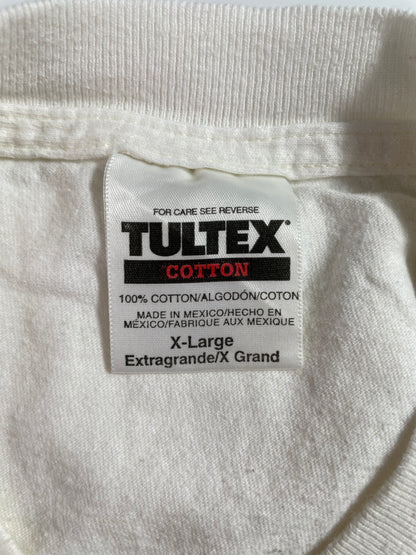 FOR CARE SEE REVERSE
TULTEX®
COTTON
100% COTTON/ALGODÓN/COTON
MADE IN MEXICO/HECHO EN
MÉXICO/FABRIQUE AUX MEXIQUE
X-Large
Extragrande/X Grand